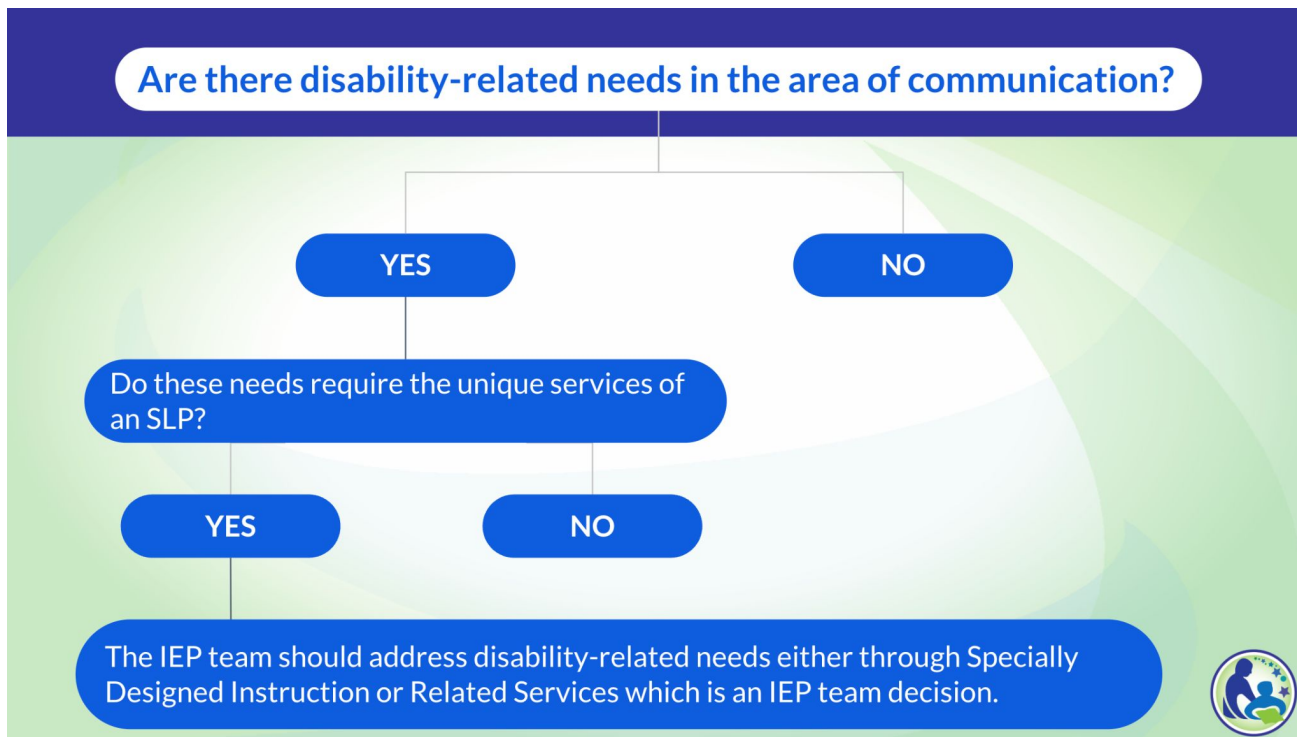 Are there disability-related needs in the area of communication?
YES
NO
Do these needs require the unique services of
an SLP?
YES
NO
The IEP team should address disability-related needs either through Specially
Designed Instruction or Related Services which is an IEP team decision.